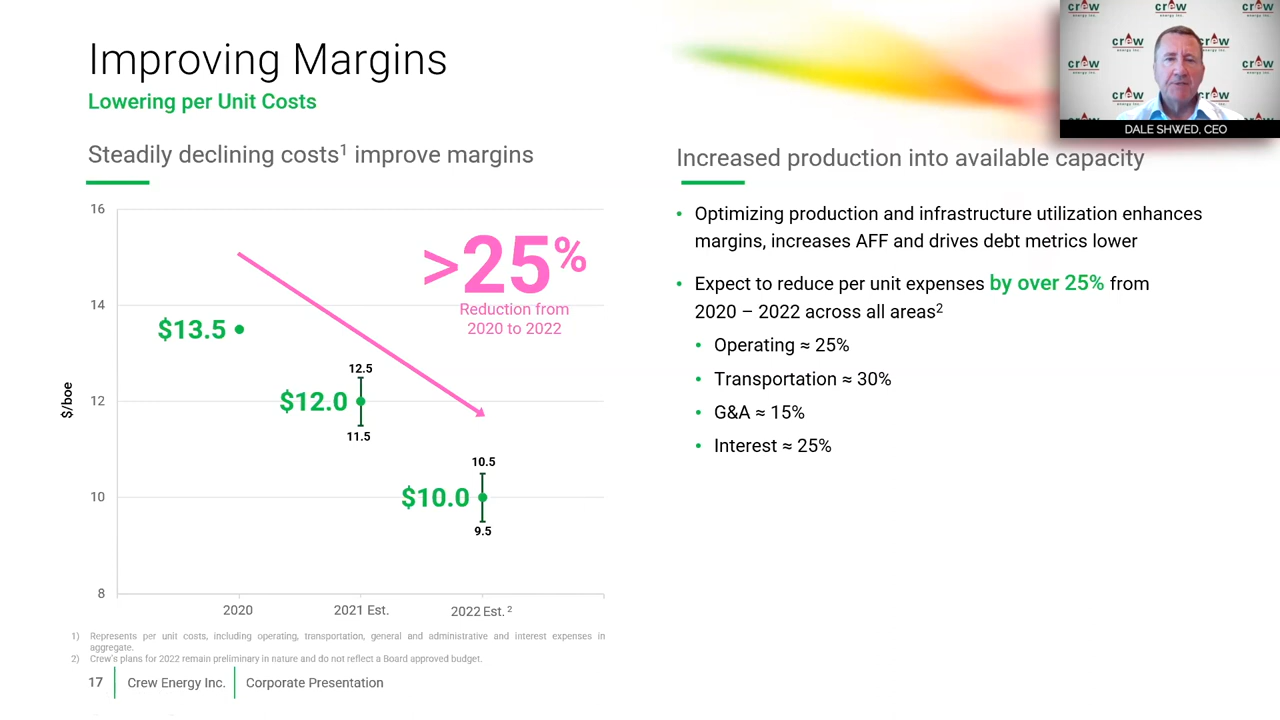 Improving Margins
Lowering per Unit Costs
crew
energy inc.
DALE SHWED, CEO
Steadily declining costs¹ improve margins
16
14
12
10
8
$/boe
>25%
Reduction from
2020 to 2022
$13.5
12.5
$12.0
11.5
10.5
$10.0
9.5
2020
2021 Est.
2022 Est. ²
Increased production into available capacity
• Optimizing production and infrastructure utilization enhances
margins, increases AFF and drives debt metrics lower
• Expect to reduce per unit expenses by over 25% from
2020 – 2022 across all areas²
• Operating ≈ 25%
• Transportation ≈ 30%
• G&A ≈ 15%
• Interest ≈ 25%
1) Represents per unit costs, including operating, transportation, general and administrative and interest expenses in
aggregate.
2) Crew's plans for 2022 remain preliminary in nature and do not reflect a Board approved budget.
17 Crew Energy Inc. Corporate Presentation